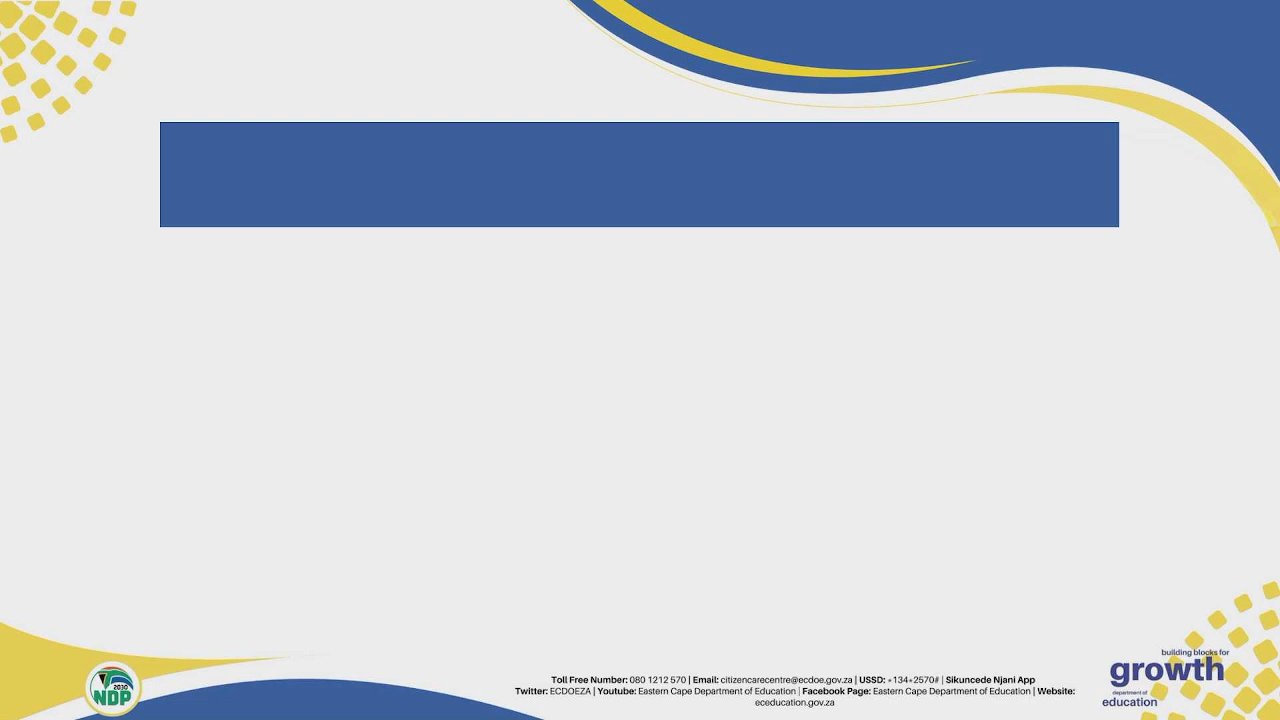 2030
NDP
Toll Free Number: 080 1212 570 | Email: citizencarecentre@ecdoe.gov.za | USSD: *134*2570# | Sikuncede Njani App
Twitter: ECDOEZA | Youtube: Eastern Cape Department of Education | Facebook Page: Eastern Cape Department of Education | Website:
eceducation.gov.za
building blocks for
growth
department of
education